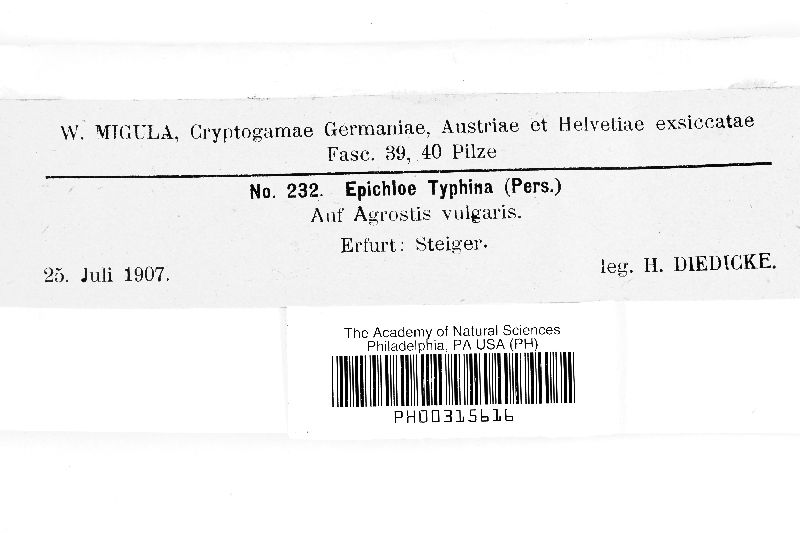 W. MIGULA, Cryptogamae Germaniae, Austriae et Helvetiae exsiccatae
Fasc. 39, 40 Pilze
No. 232. Epichloe Typhina (Pers.)
Auf Agrostis vulgaris.
Erfurt: Steiger.
25. Juli 1907.
leg. H. DIEDICKE.
The Academy of Natural Sciences
Philadelphia, PA USA (PH)
PH00315616